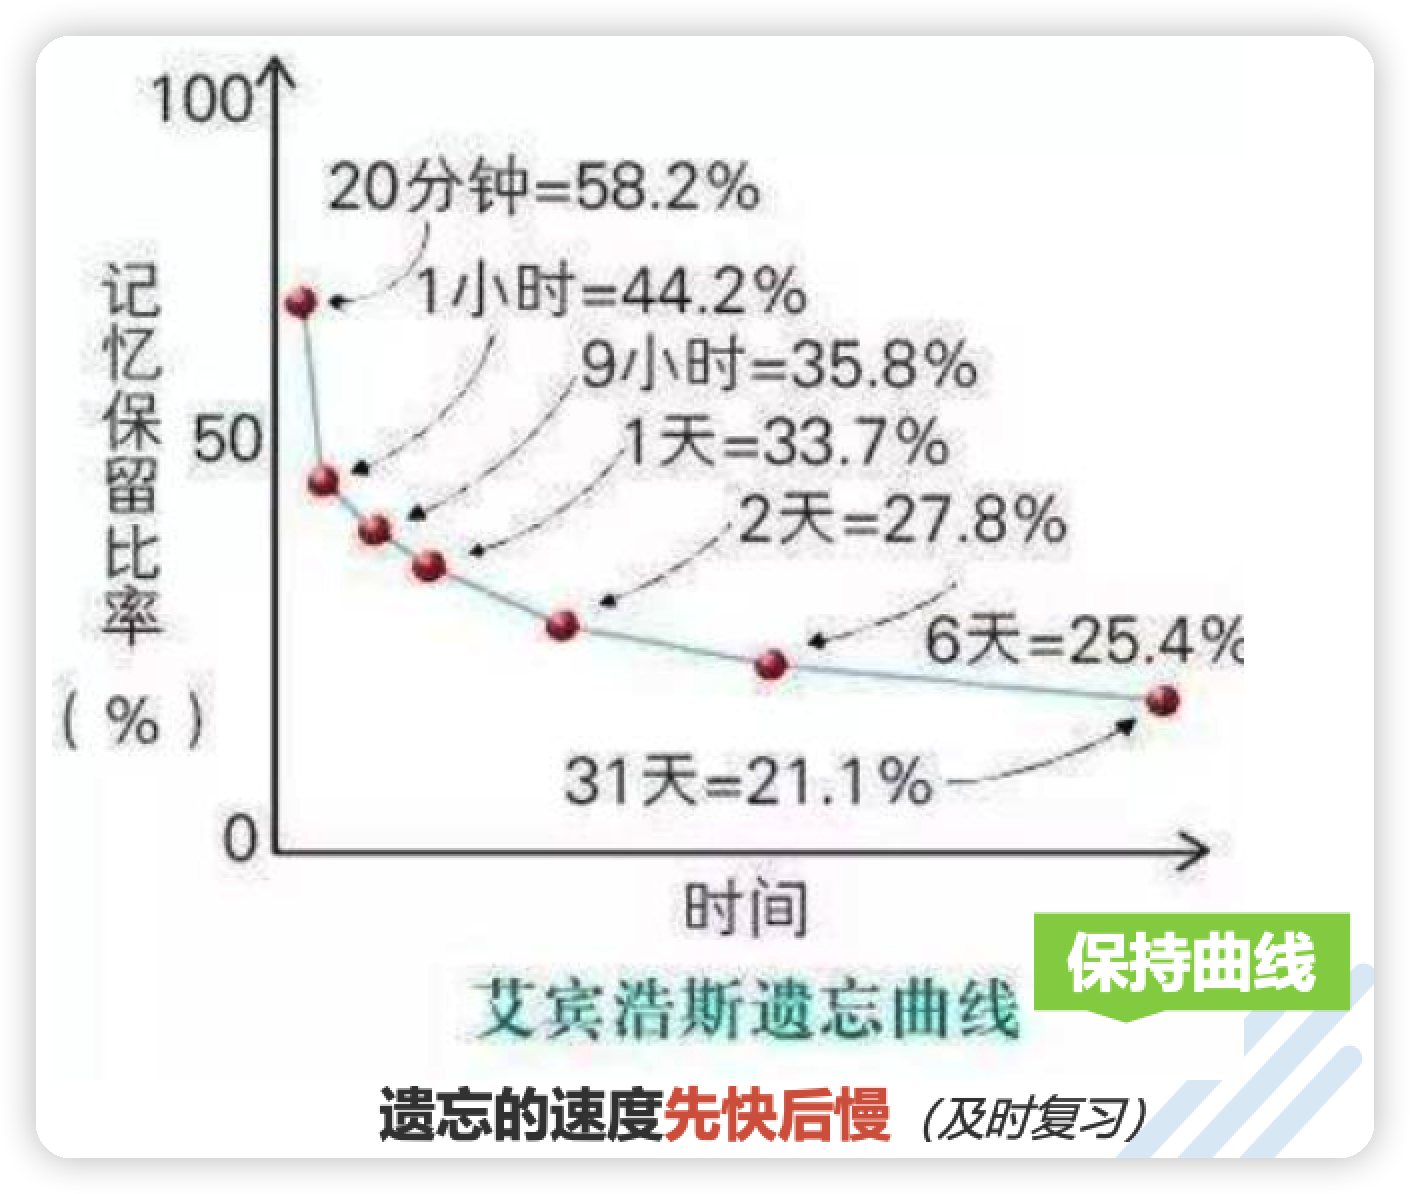 100
20分钟=58.2%
1小时=44.2%
9小时=35.8%
50
1天=33.7%
2天=27.8%
6天=25.4%
31天=21.1%
0
记忆保留比率
（%）
时间
保持曲线
艾宾浩斯遗忘曲线
遗忘的速度先快后慢（及时复习）